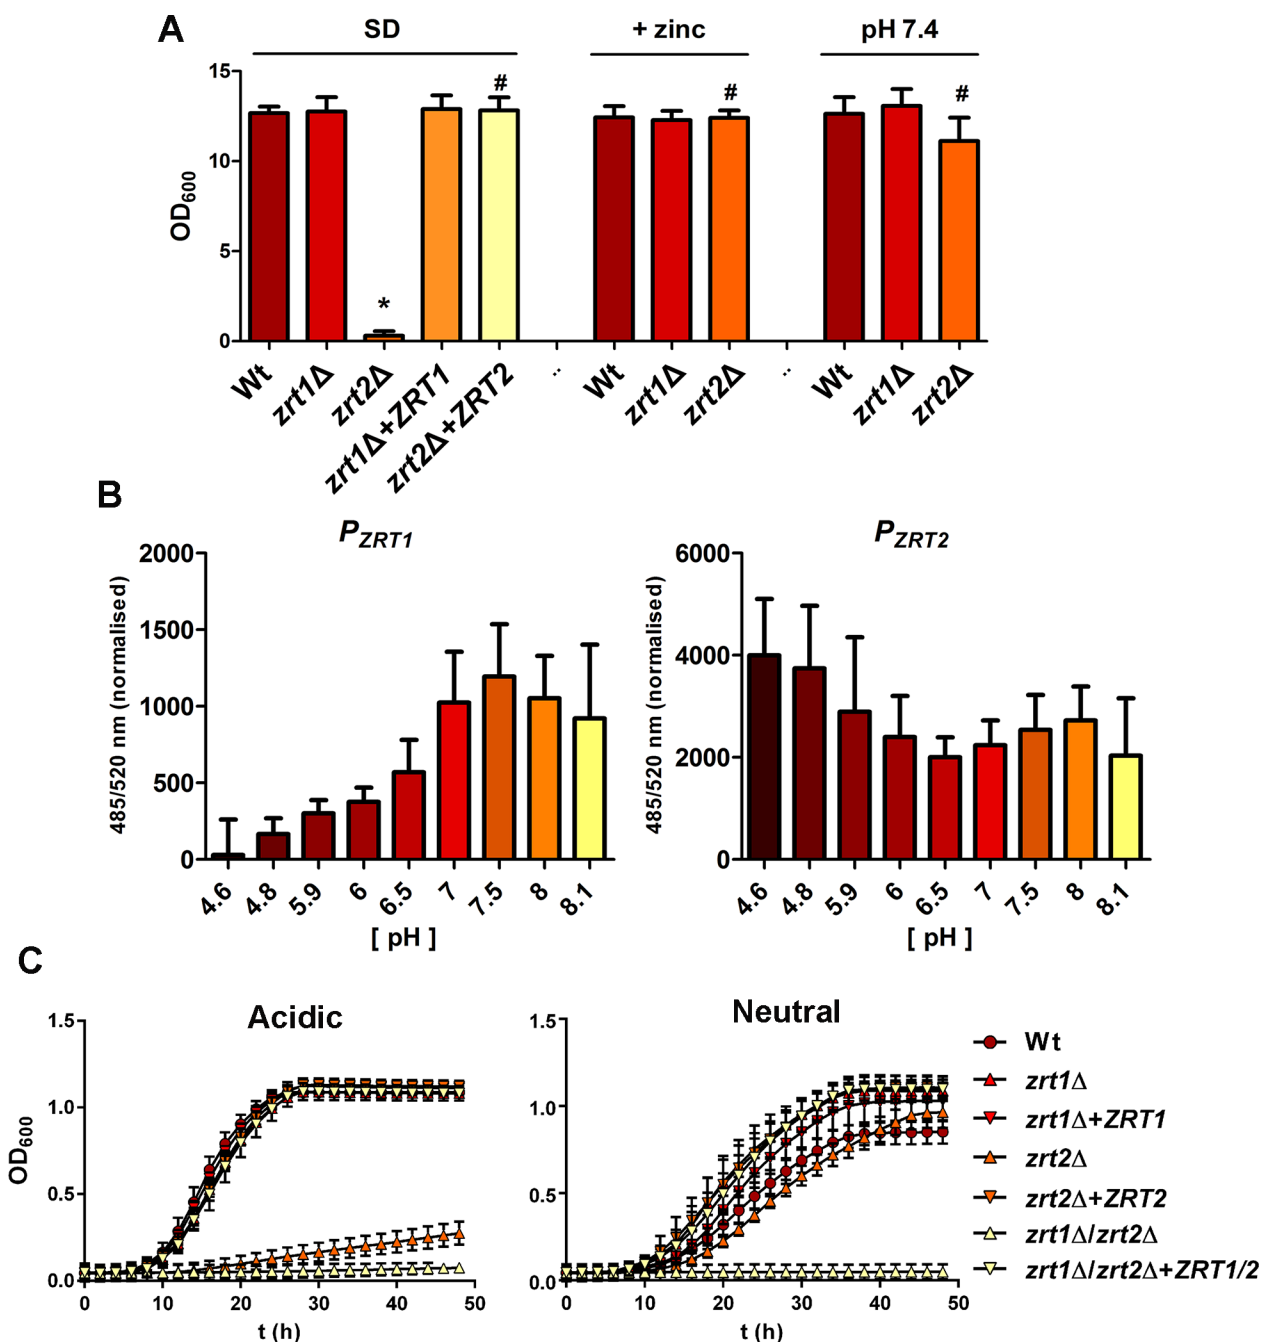 A
SD
+ zinc
pH 7.4
OD600
15
10
5
0
*
#
#
#
Wt
zrt1Δ
zrt2Δ
zrt1Δ+ZRT1
zrt2Δ+ZRT2
..
Wt
zrt1Δ
zrt2Δ
..
Wt
zrt1Δ
zrt2Δ
B
PZRT1
485/520 nm (normalised)
2000
1500
1000
500
0
4.6
4.8
5.9
6
6.5
7
7.5
8
8.1
[ pH ]
PZRT2
485/520 nm (normalised)
6000
4000
2000
0
4.6
4.8
5.9
6
6.5
7
7.5
8
8.1
[ pH ]
C
Acidic
OD600
1.5
1.0
0.5
0.0
0
10
20
30
40
50
t (h)
Neutral
1.5
1.0
0.5
0.0
0
10
20
30
40
50
t (h)
Wt
zrt1Δ
zrt1Δ+ZRT1
zrt2Δ
zrt2Δ+ZRT2
zrt1Δ/zrt2Δ
zrt1Δ/zrt2Δ+ZRT1/2